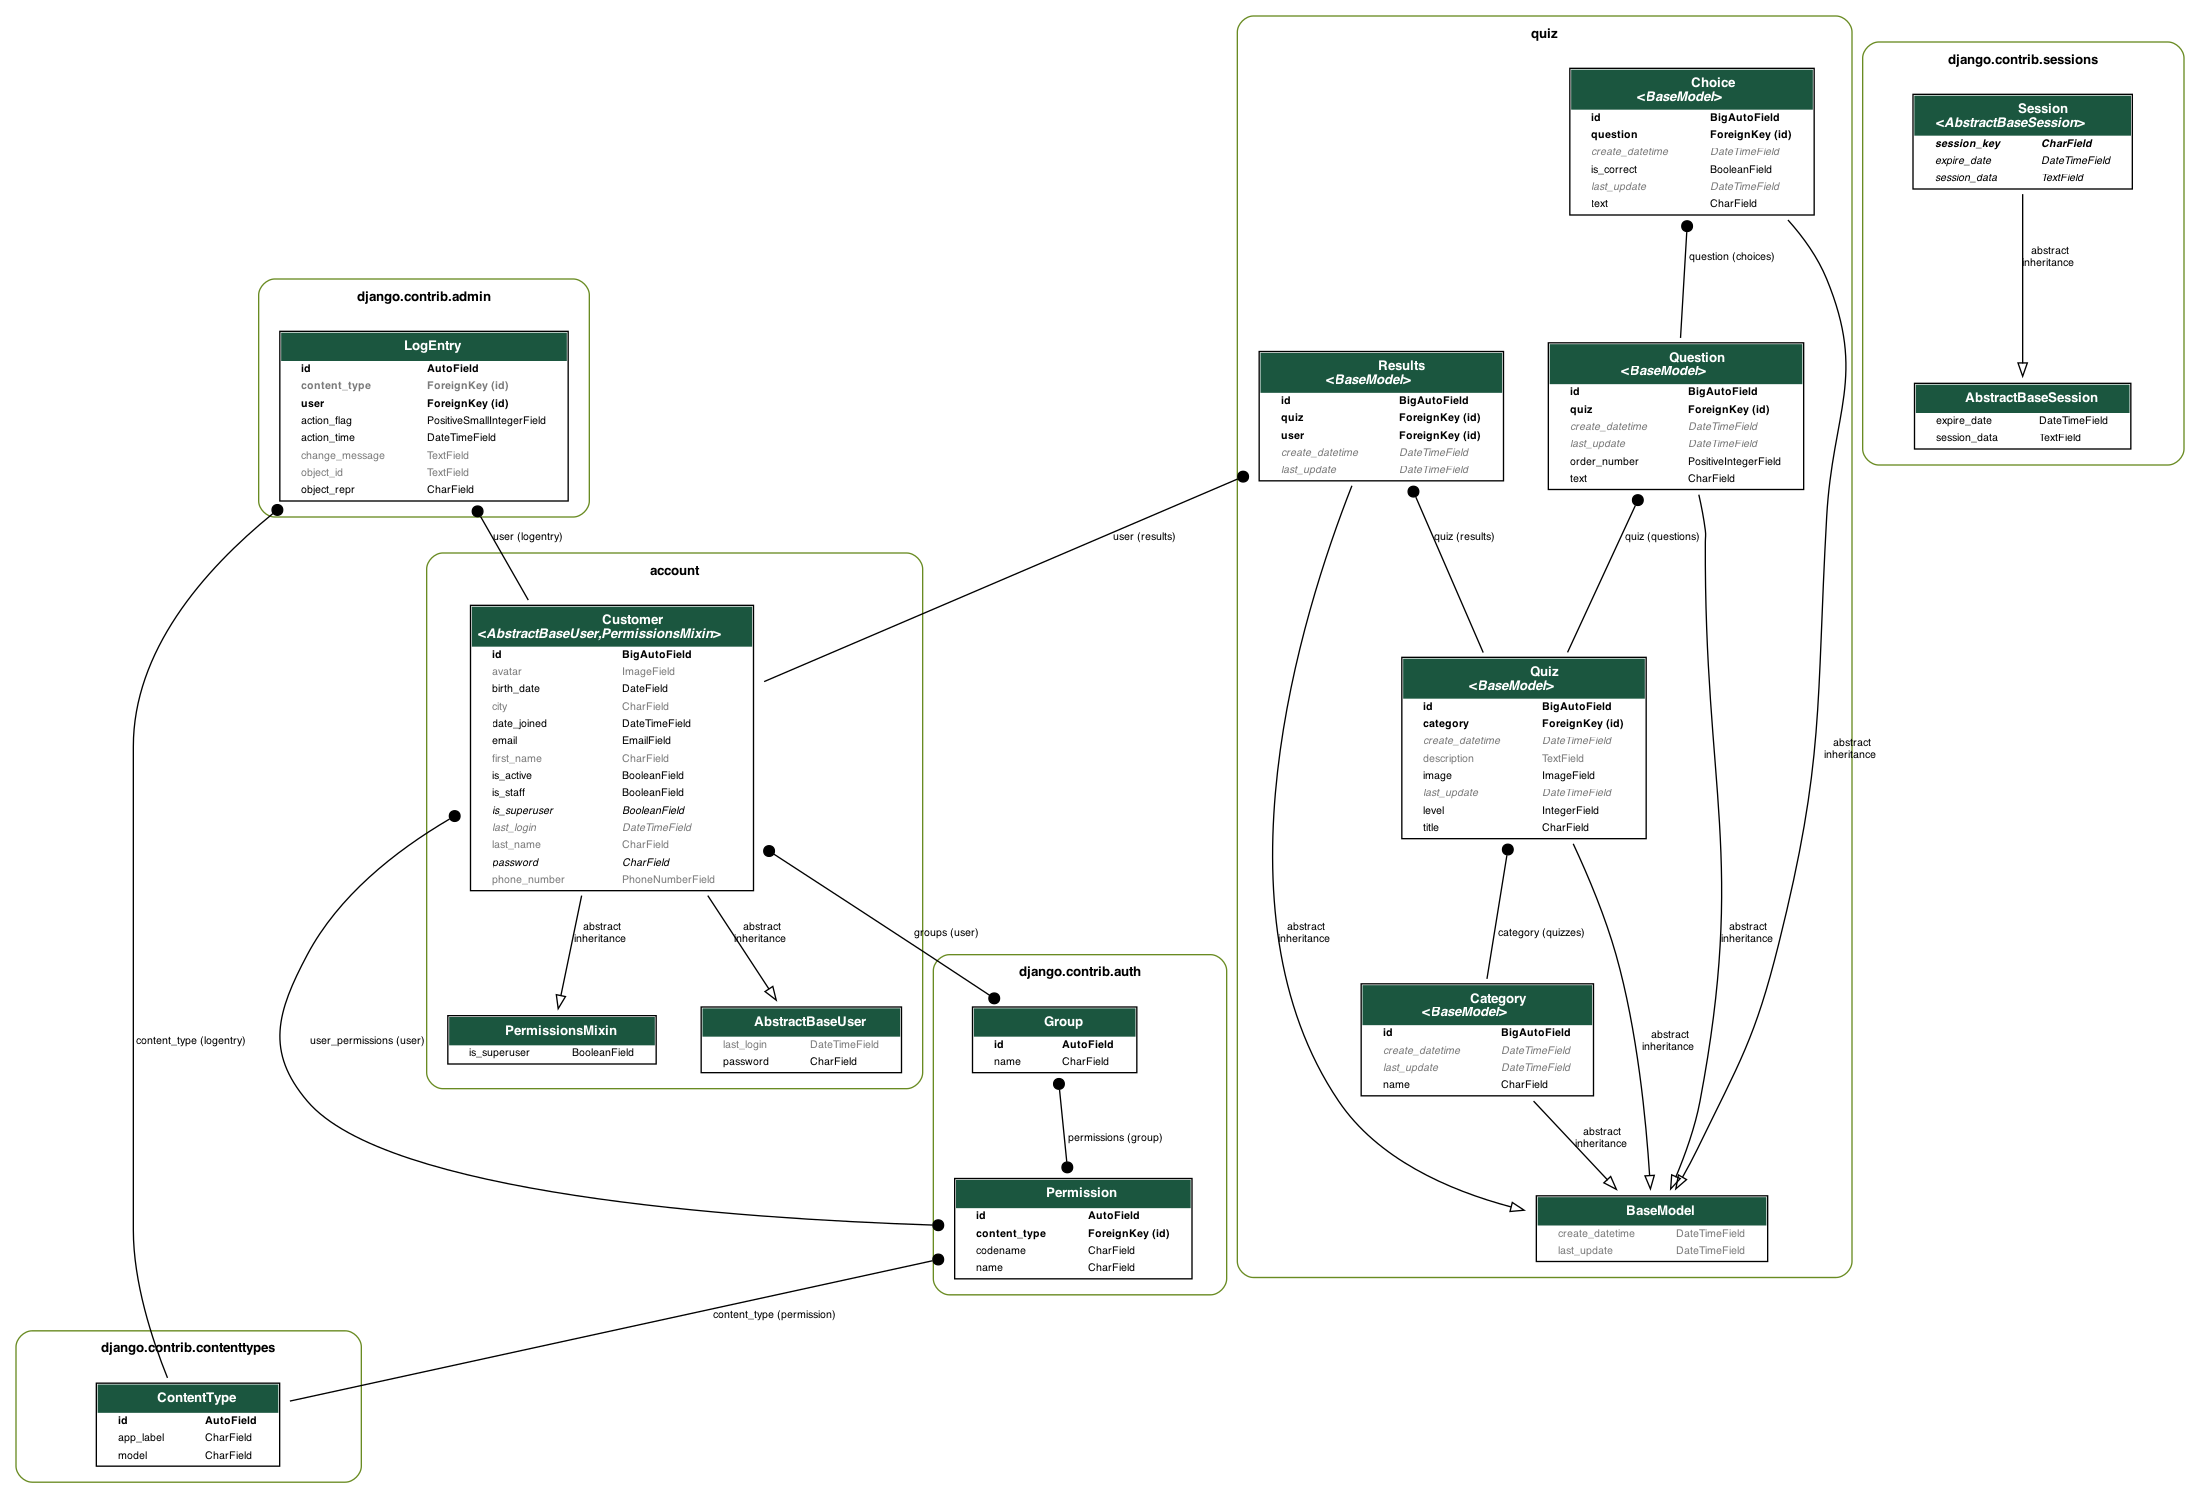 quiz
Choice
<BaseModel>
id BigAutoField
question ForeignKey (id)
create_datetime DateTimeField
is_correct BooleanField
last_update DateTimeField
text CharField
question (choices)
django.contrib.sessions
Session
<AbstractBaseSession>
session_key CharField
expire_date DateTimeField
session_data TextField
abstract
inheritance
AbstractBaseSession
expire_date DateTimeField
session_data TextField
django.contrib.admin
LogEntry
id AutoField
content_type ForeignKey (id)
user ForeignKey (id)
action_flag PositiveSmallIntegerField
action_time DateTimeField
change_message TextField
object_id TextField
object_repr CharField
user (logentry)
Results
<BaseModel>
id BigAutoField
quiz ForeignKey (id)
user ForeignKey (id)
create_datetime DateTimeField
last_update DateTimeField
Question
<BaseModel>
id BigAutoField
quiz ForeignKey (id)
create_datetime DateTimeField
last_update DateTimeField
order_number PositiveIntegerField
text CharField
user (results)
quiz (results)
quiz (questions)
account
Customer
<AbstractBaseUser,PermissionsMixin>
id BigAutoField
avatar ImageField
birth_date DateField
city CharField
date_joined DateTimeField
email EmailField
first_name CharField
is_active BooleanField
is_staff BooleanField
is_superuser BooleanField
last_login DateTimeField
last_name CharField
password CharField
phone_number PhoneNumberField
abstract
inheritance
abstract
inheritance
groups (user)
PermissionsMixin
is_superuser BooleanField
AbstractBaseUser
last_login DateTimeField
password CharField
Quiz
<BaseModel>
id BigAutoField
category ForeignKey (id)
create_datetime DateTimeField
description TextField
image ImageField
last_update DateTimeField
level IntegerField
title CharField
abstract
inheritance
abstract
inheritance
category (quizzes)
abstract
inheritance
Category
<BaseModel>
id BigAutoField
create_datetime DateTimeField
last_update DateTimeField
name CharField
abstract
inheritance
abstract
inheritance
BaseModel
create_datetime DateTimeField
last_update DateTimeField
django.contrib.auth
Group
id AutoField
name CharField
permissions (group)
Permission
id AutoField
content_type ForeignKey (id)
codename CharField
name CharField
content_type (logentry)
user_permissions (user)
content_type (permission)
django.contrib.contenttypes
ContentType
id AutoField
app_label CharField
model CharField